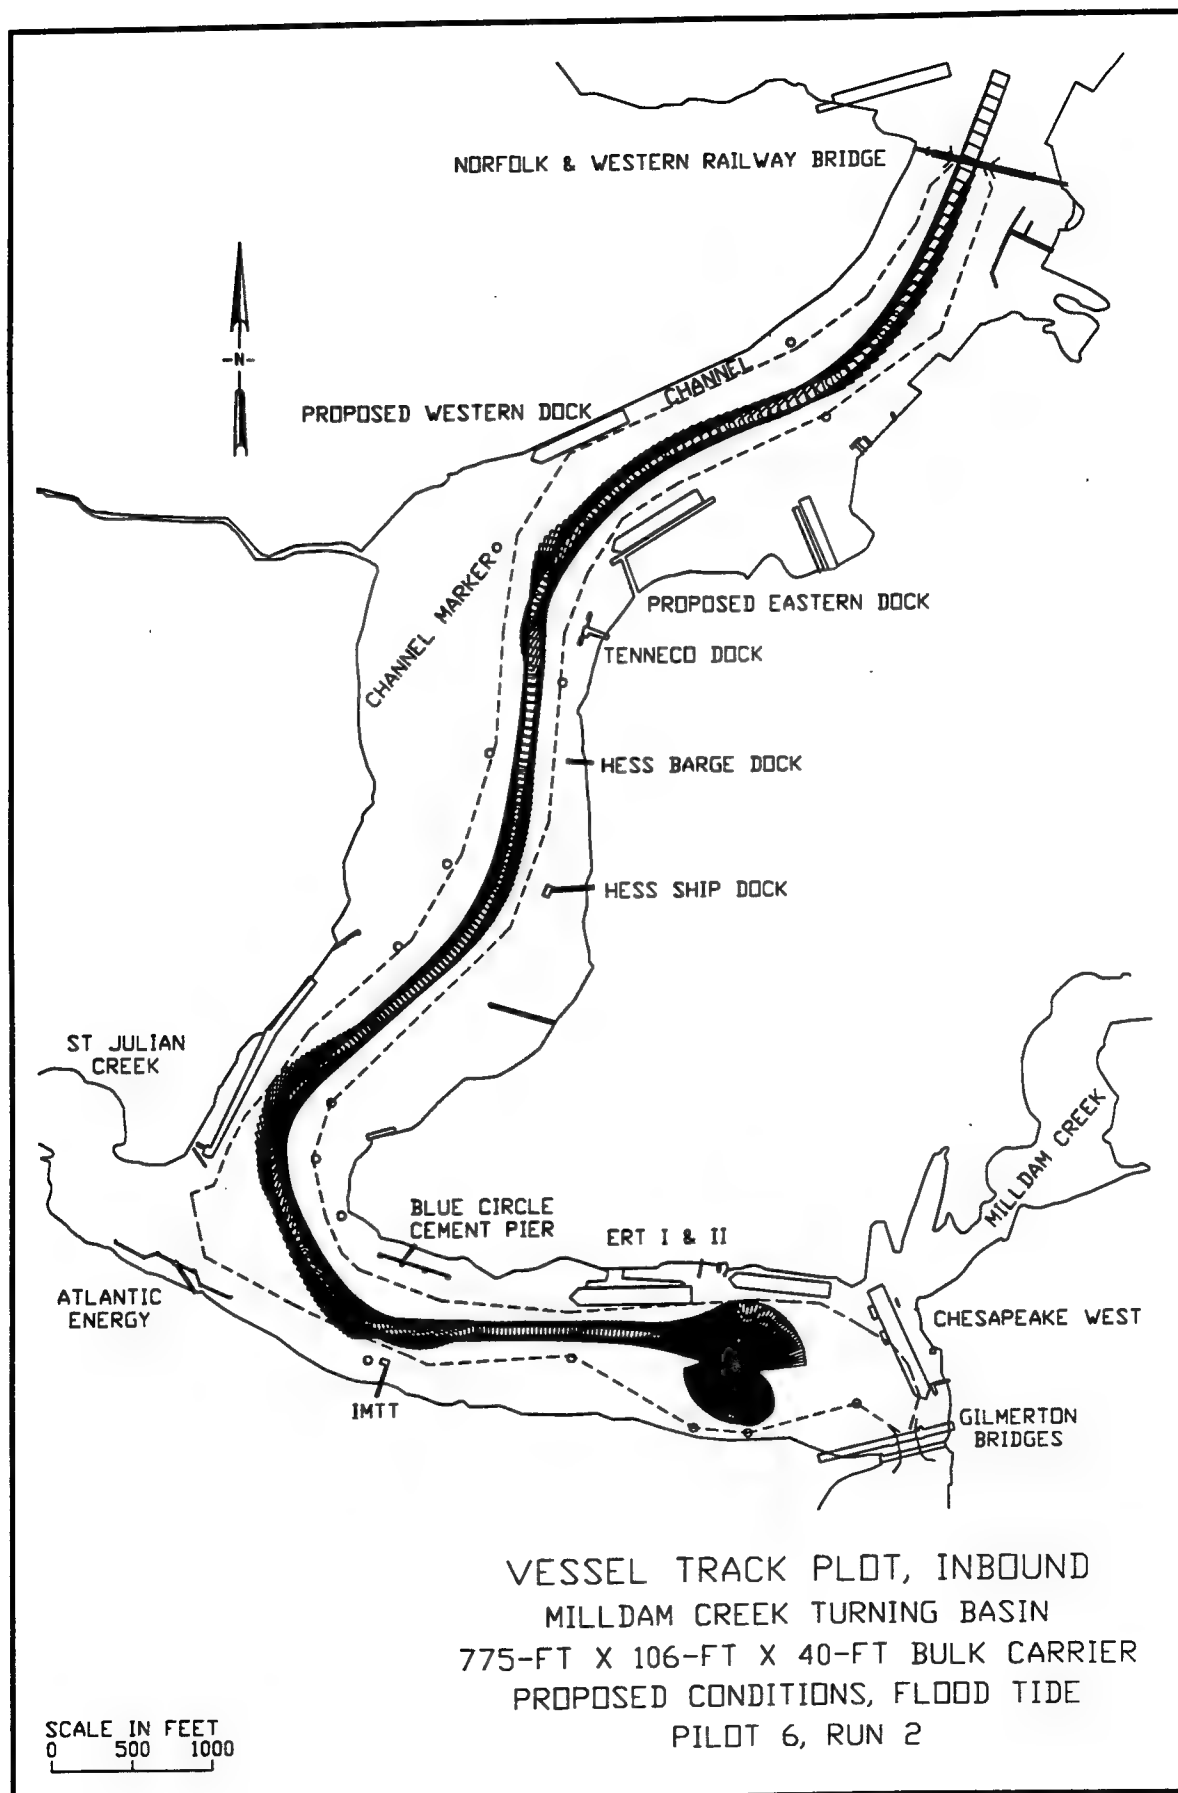 NORFOLK & WESTERN RAILWAY BRIDGE
-N-
CHANNEL
PROPOSED WESTERN DOCK
CHANNEL MARKER
PROPOSED EASTERN DOCK
TENNECO DOCK
HESS BARGE DOCK
HESS SHIP DOCK
ST JULIAN
CREEK
MILLDAM CREEK
BLUE CIRCLE
CEMENT PIER
ERT I & II
ATLANTIC
ENERGY
CHESAPEAKE WEST
IMTT
GILMERTON
BRIDGES
VESSEL TRACK PLOT, INBOUND
MILLDAM CREEK TURNING BASIN
775-FT X 106-FT X 40-FT BULK CARRIER
PROPOSED CONDITIONS, FLOOD TIDE
PILOT 6, RUN 2
SCALE IN FEET
0 500 1000